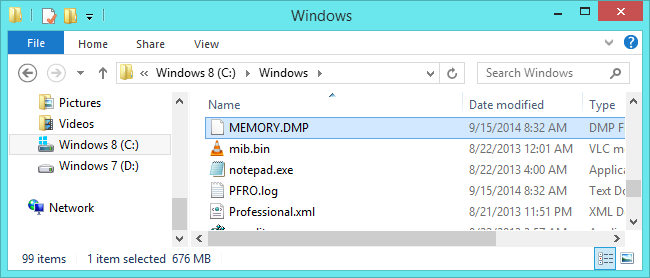 Windows
File Home Share View
« Windows 8 (C:) Windows Search Windows
Name Date modified Type
Pictures MEMORY.DMP 9/15/2014 8:32 AM DMP F
Videos mib.bin 8/22/2013 12:01 AM VLC m
Windows 8 (C:) notepad.exe 8/22/2013 4:00 AM Applica
Windows 7 (D:) PFRO.log 9/15/2014 8:32 AM Text Do
Network Professional.xml 8/21/2013 11:51 PM XML D
99 items 1 item selected 676 MB